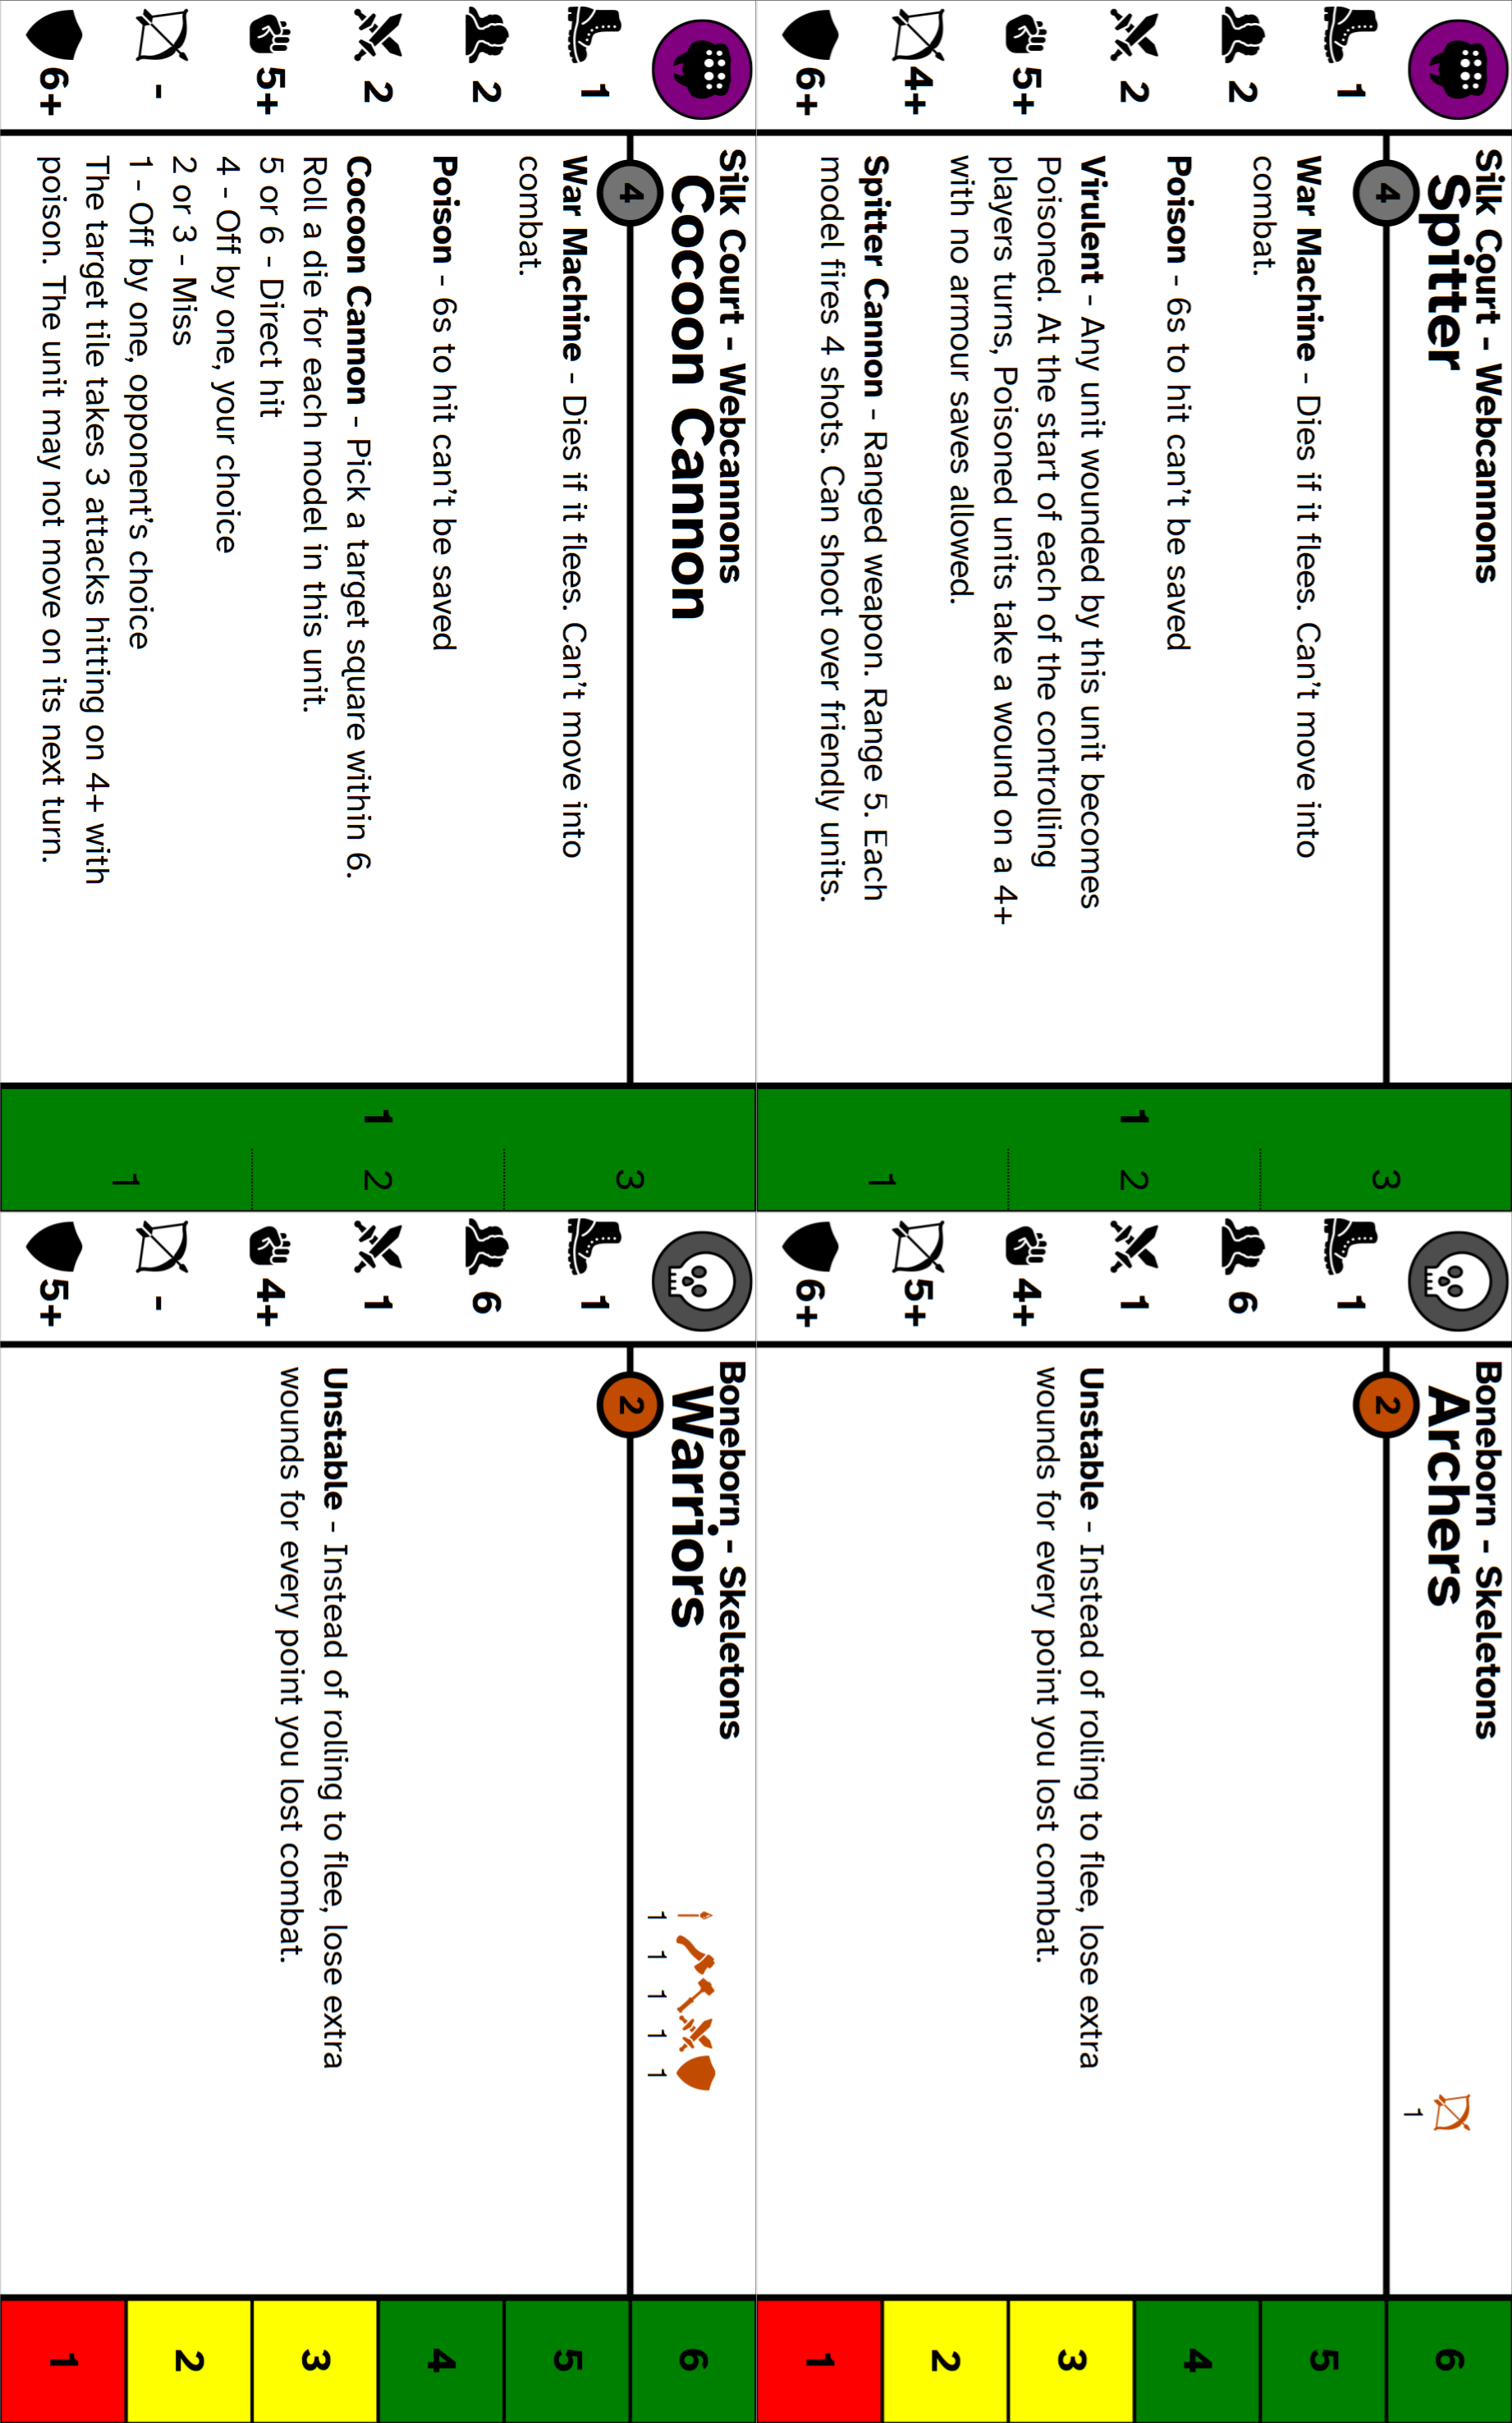 Silk Court - Webcannons
Spitter
4
1
2
2
5+
4+
6+
War Machine - Dies if it flees. Can't move into
combat.
Poison - 6s to hit can't be saved
Virulent - Any unit wounded by this unit becomes
Poisoned. At the start of each of the controlling
players turns, Poisoned units take a wound on a 4+
with no armour saves allowed.
Spitter Cannon - Ranged weapon. Range 5. Each
model fires 4 shots. Can shoot over friendly units.
1
3
2
1
Boneborn - Skeletons
Archers
1
2
1
6
1
4+
5+
6+
Unstable - Instead of rolling to flee, lose extra
wounds for every point you lost combat.
6
5
4
3
2
1
Silk Court - Webcannons
Cocoon Cannon
4
1
2
2
5+
-
6+
War Machine - Dies if it flees. Can't move into
combat.
Poison - 6s to hit can't be saved
Cocoon Cannon - Pick a target square within 6.
Roll a die for each model in this unit.
5 or 6 - Direct hit
4 - Off by one, your choice
2 or 3 - Miss
1 - Off by one, opponent's choice
The target tile takes 3 attacks hitting on 4+ with
poison. The unit may not move on its next turn.
1
3
2
1
Boneborn - Skeletons
Warriors
1 1 1 1 1
2
1
6
1
4+
-
5+
Unstable - Instead of rolling to flee, lose extra
wounds for every point you lost combat.
6
5
4
3
2
1